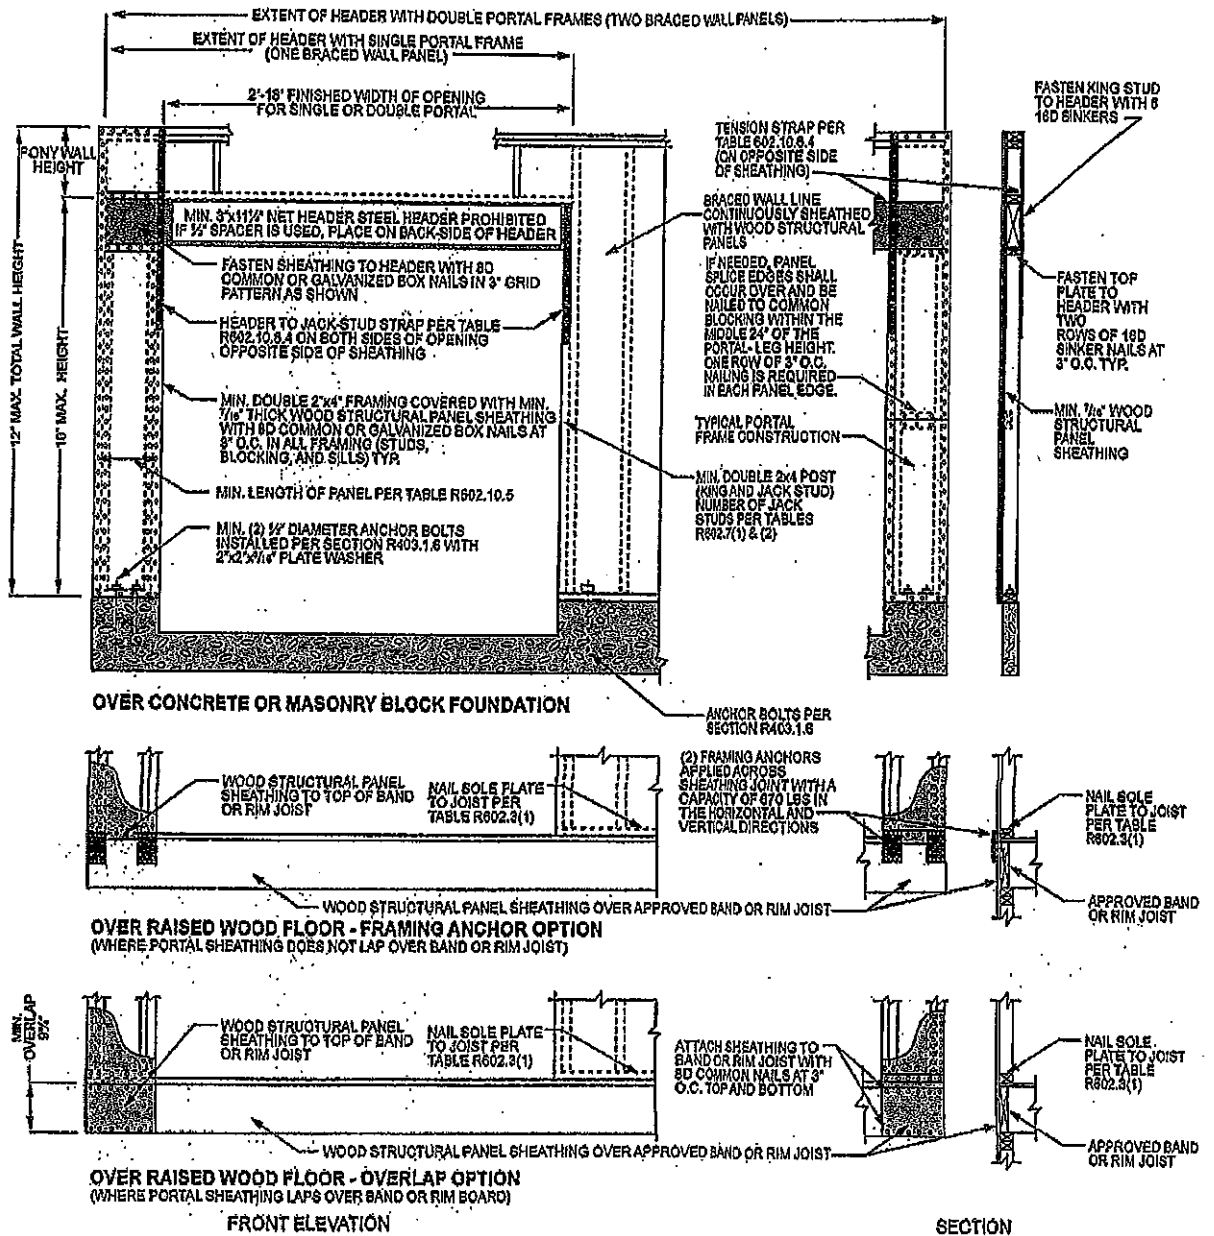 EXTENT OF HEADER WITH DOUBLE PORTAL FRAMES (TWO BRACED WALL PANELS)
EXTENT OF HEADER WITH SINGLE PORTAL FRAME
(ONE BRACED WALL PANEL)
2'-18' FINISHED WIDTH OF OPENING
FOR SINGLE OR DOUBLE PORTAL
PONY WALL
HEIGHT
12" MAX. TOTAL WALL HEIGHT
10" MAX. HEIGHT
MIN. 3"x11¼" NET HEADER STEEL HEADER PROHIBITED
IF ½" SPACER IS USED, PLACE ON BACK-SIDE OF HEADER
FASTEN SHEATHING TO HEADER WITH 8D
COMMON OR GALVANIZED BOX NAILS IN 3" GRID
PATTERN AS SHOWN
HEADER TO JACK-STUD STRAP PER TABLE
R602.10.6.4 ON BOTH SIDES OF OPENING
OPPOSITE SIDE OF SHEATHING
MIN. DOUBLE 2"x4" FRAMING COVERED WITH MIN.
7/16" THICK WOOD STRUCTURAL PANEL SHEATHING
WITH 8D COMMON OR GALVANIZED BOX NAILS AT
3" O.C. IN ALL FRAMING (STUDS,
BLOCKING, AND SILLS) TYP.
MIN. LENGTH OF PANEL PER TABLE R602.10.5
MIN. (2) ½" DIAMETER ANCHOR BOLTS
INSTALLED PER SECTION R403.1.6 WITH
2"x2"x3/16" PLATE WASHER
TENSION STRAP PER
TABLE 602.10.6.4
(ON OPPOSITE SIDE
OF SHEATHING)
BRACED WALL LINE
CONTINUOUSLY SHEATHED
WITH WOOD STRUCTURAL
PANELS
IF NEEDED, PANEL
SPLICE EDGES SHALL
OCCUR OVER AND BE
NAILED TO COMMON
BLOCKING WITHIN THE
MIDDLE 24" OF THE
PORTAL-LEG HEIGHT.
ONE ROW OF 3" O.C.
NAILING IS REQUIRED
IN EACH PANEL EDGE.
TYPICAL PORTAL
FRAME CONSTRUCTION
MIN. DOUBLE 2x4 POST
(KING AND JACK STUD)
NUMBER OF JACK
STUDS PER TABLES
R602.7(1) & (2)
FASTEN KING STUD
TO HEADER WITH 6
16D SINKERS
FASTEN TOP
PLATE TO
HEADER WITH
TWO
ROWS OF 16D
SINKER NAILS AT
3" O.C. TYP.
MIN. 7/16" WOOD
STRUCTURAL
PANEL
SHEATHING
OVER CONCRETE OR MASONRY BLOCK FOUNDATION
ANCHOR BOLTS PER
SECTION R403.1.6
WOOD STRUCTURAL PANEL
SHEATHING TO TOP OF BAND
OR RIM JOIST
NAIL SOLE PLATE
TO JOIST PER
TABLE R602.3(1)
(2) FRAMING ANCHORS
APPLIED ACROSS
SHEATHING JOINT WITH A
CAPACITY OF 670 LBS IN
THE HORIZONTAL AND
VERTICAL DIRECTIONS
NAIL SOLE
PLATE TO JOIST
PER TABLE
R602.3(1)
WOOD STRUCTURAL PANEL SHEATHING OVER APPROVED BAND OR RIM JOIST
APPROVED BAND
OR RIM JOIST
OVER RAISED WOOD FLOOR - FRAMING ANCHOR OPTION
(WHERE PORTAL SHEATHING DOES NOT LAP OVER BAND OR RIM JOIST)
MIN.
OVERLAP
9¼"
WOOD STRUCTURAL PANEL
SHEATHING TO TOP OF BAND
OR RIM JOIST
NAIL SOLE PLATE
TO JOIST PER
TABLE R602.3(1)
ATTACH SHEATHING TO
BAND OR RIM JOIST WITH
8D COMMON NAILS AT 3"
O.C. TOP AND BOTTOM
NAIL SOLE
PLATE TO JOIST
PER TABLE
R602.3(1)
WOOD STRUCTURAL PANEL SHEATHING OVER APPROVED BAND OR RIM JOIST
APPROVED BAND
OR RIM JOIST
OVER RAISED WOOD FLOOR - OVERLAP OPTION
(WHERE PORTAL SHEATHING LAPS OVER BAND OR RIM BOARD)
FRONT ELEVATION
SECTION